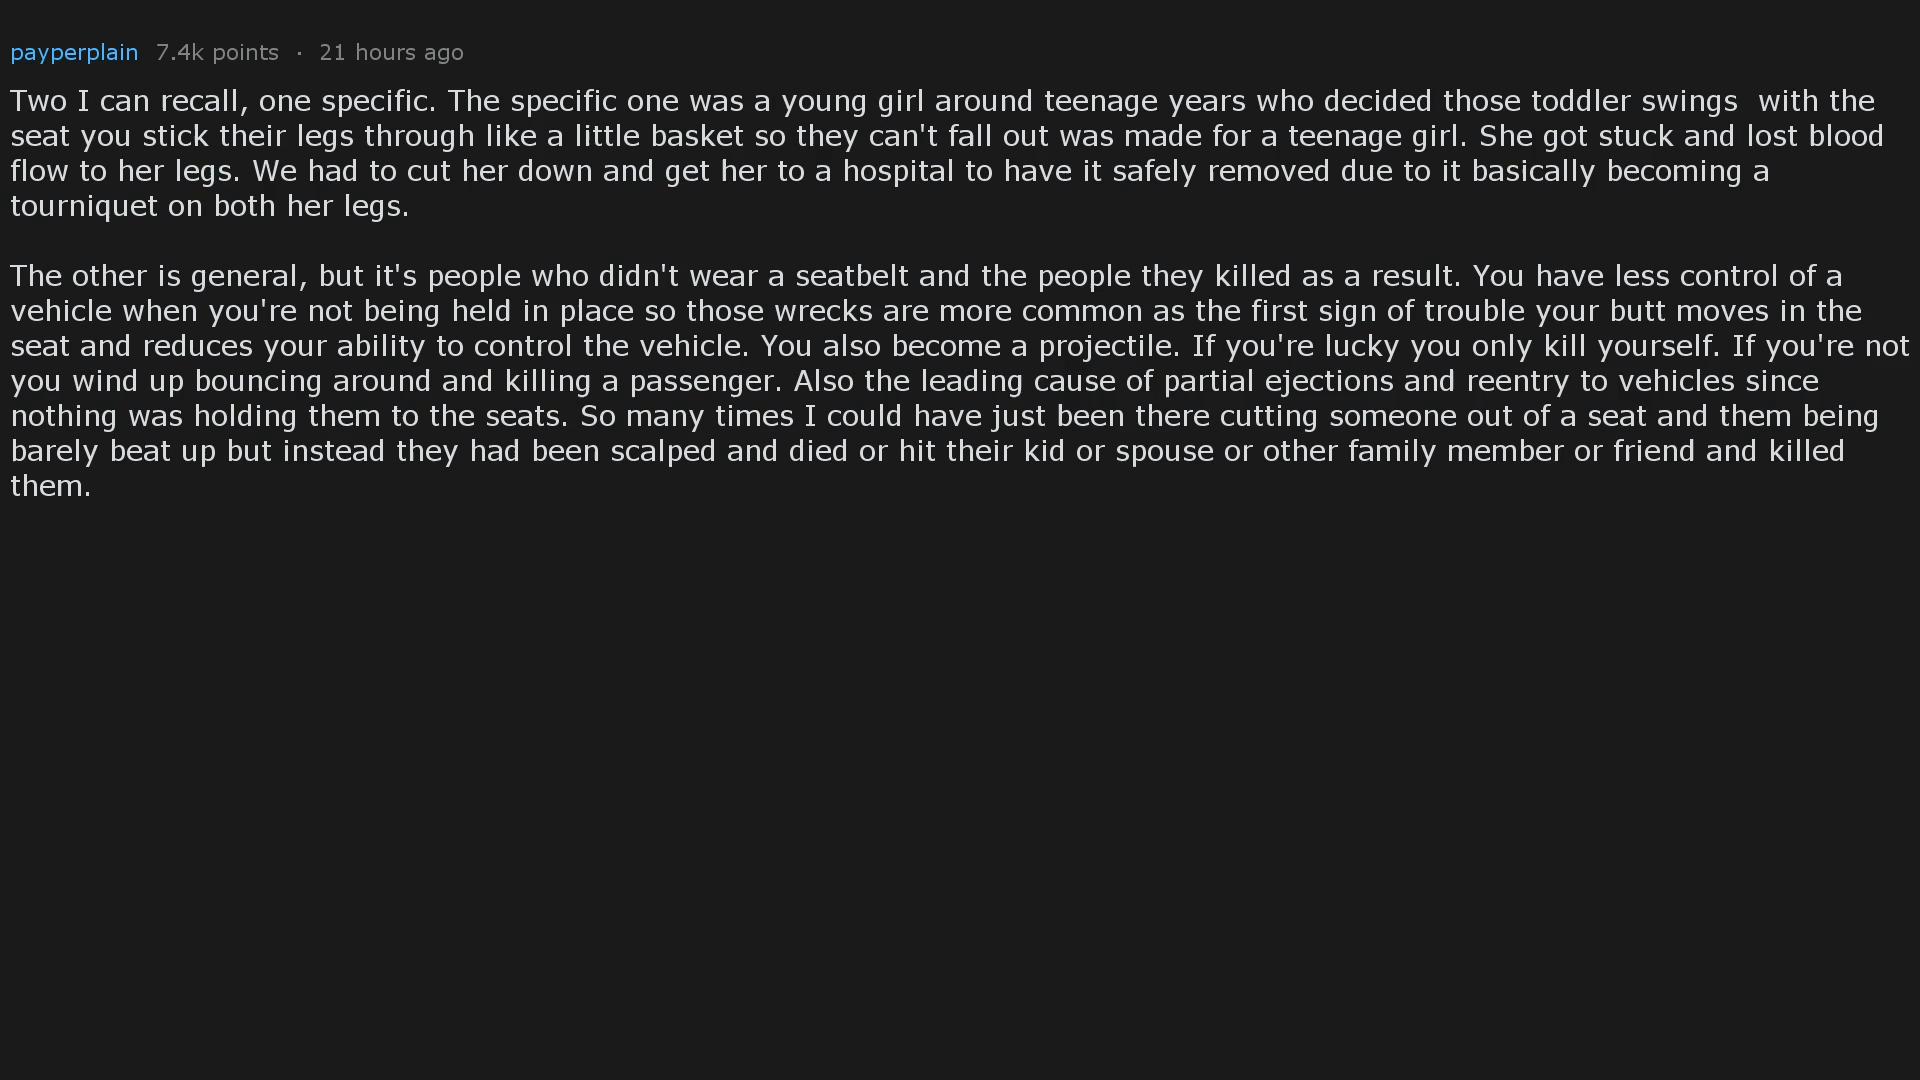 payperplain 7.4k points · 21 hours ago
Two I can recall, one specific. The specific one was a young girl around teenage years who decided those toddler swings  with the
seat you stick their legs through like a little basket so they can't fall out was made for a teenage girl. She got stuck and lost blood
flow to her legs. We had to cut her down and get her to a hospital to have it safely removed due to it basically becoming a
tourniquet on both her legs.
The other is general, but it's people who didn't wear a seatbelt and the people they killed as a result. You have less control of a
vehicle when you're not being held in place so those wrecks are more common as the first sign of trouble your butt moves in the
seat and reduces your ability to control the vehicle. You also become a projectile. If you're lucky you only kill yourself. If you're not
you wind up bouncing around and killing a passenger. Also the leading cause of partial ejections and reentry to vehicles since
nothing was holding them to the seats. So many times I could have just been there cutting someone out of a seat and them being
barely beat up but instead they had been scalped and died or hit their kid or spouse or other family member or friend and killed
them.